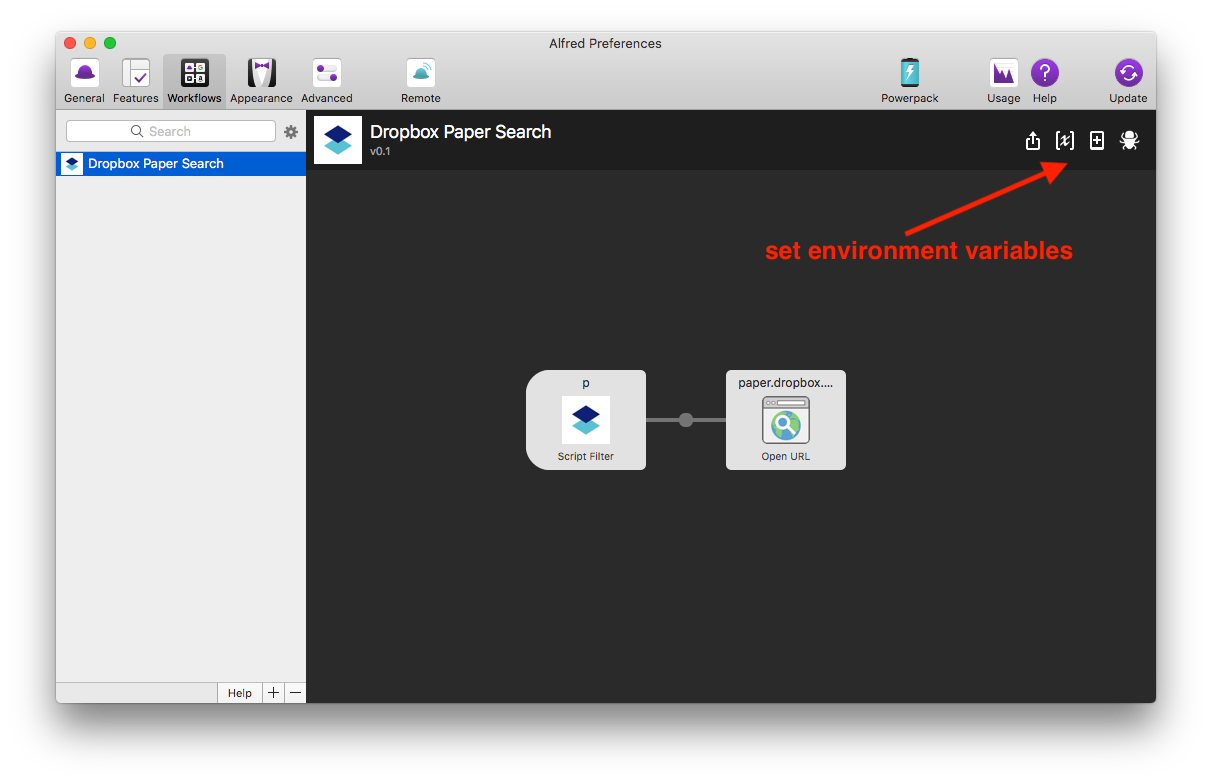 Alfred Preferences
General
Features
Workflows
Appearance
Advanced
Remote
Powerpack
Usage
Help
Update
Search
Dropbox Paper Search
Dropbox Paper Search
v0.1
set environment variables
p
Script Filter
paper.dropbox....
Open URL
Help